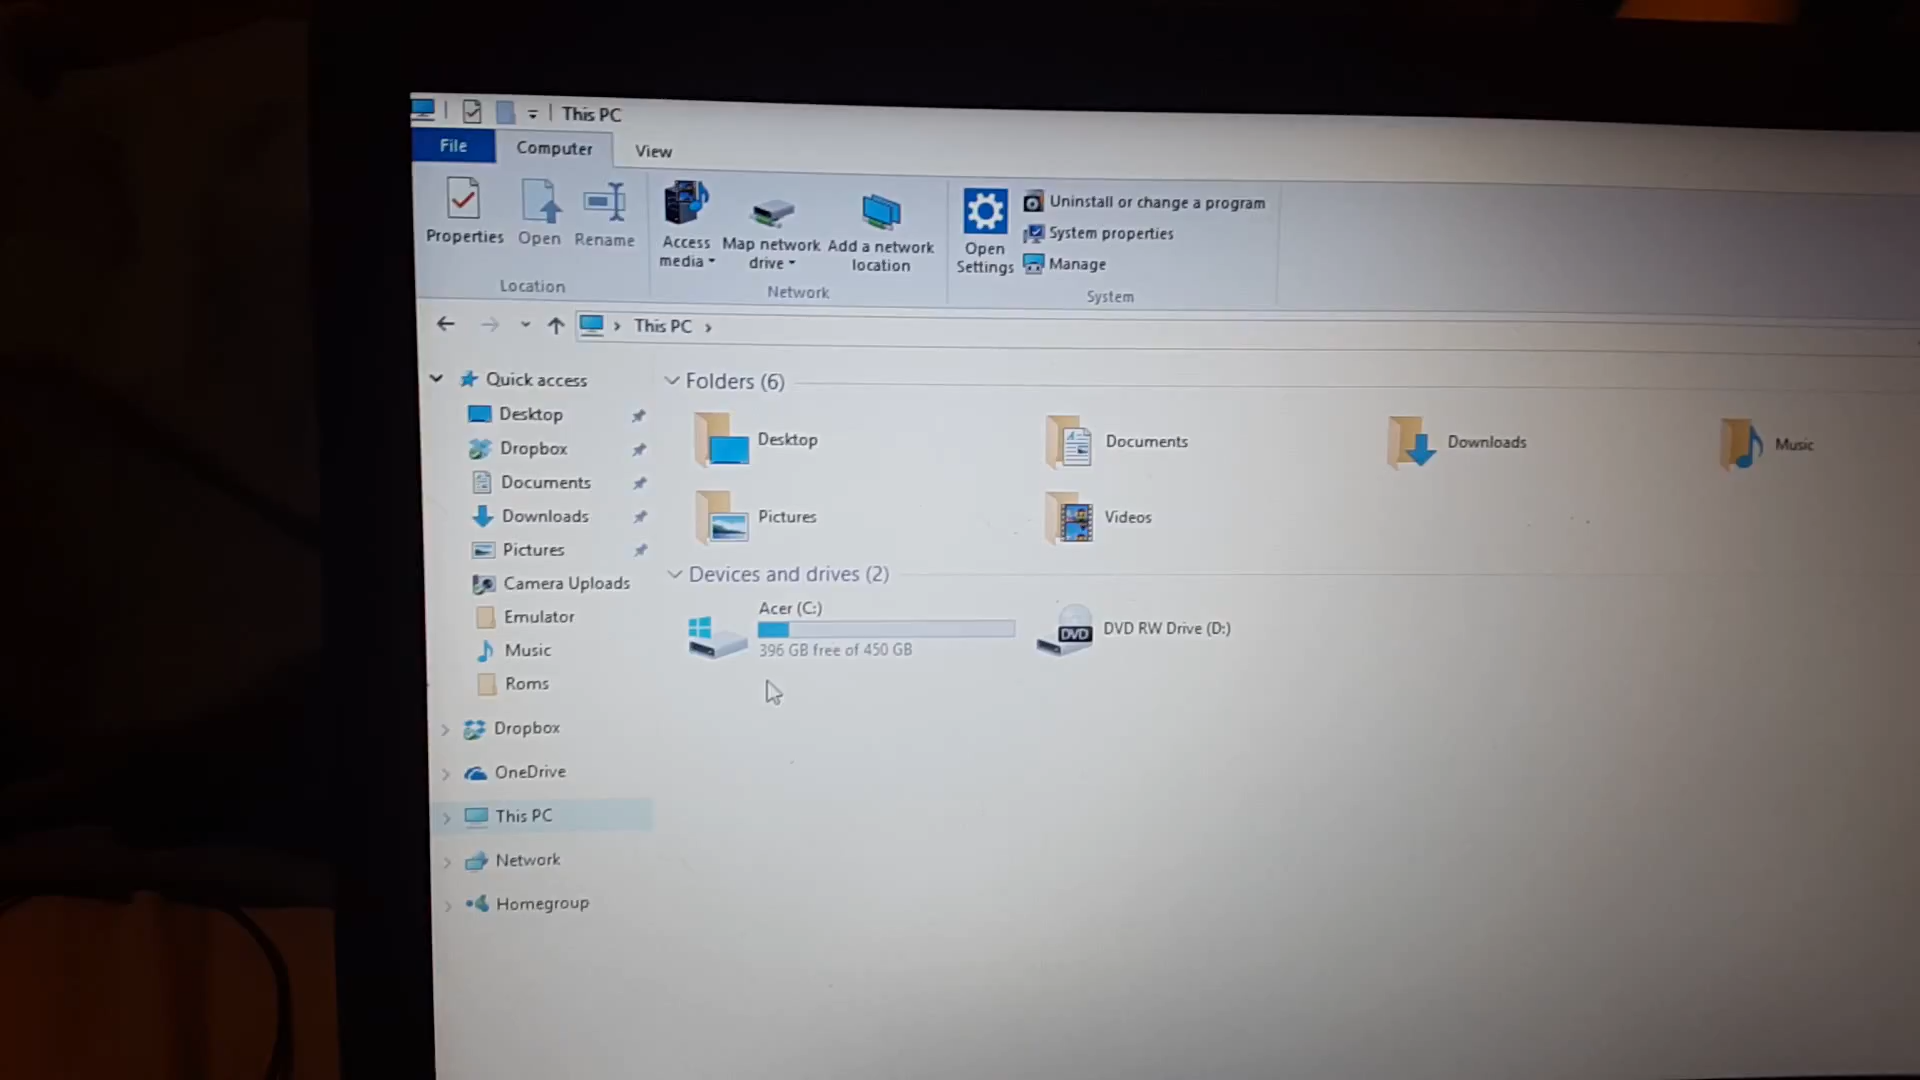 This PC
File
Computer
View
Properties
Open
Rename
Access
media
Map network
drive
Add a network
location
Open
Settings
Uninstall or change a program
System properties
Manage
Location
Network
System
This PC
Quick access
Desktop
Dropbox
Documents
Downloads
Pictures
Camera Uploads
Emulator
Music
Roms
Dropbox
OneDrive
This PC
Network
Homegroup
Folders (6)
Desktop
Documents
Downloads
Music
Pictures
Videos
Devices and drives (2)
Acer (C:)
396 GB free of 450 GB
DVD
DVD RW Drive (D:)